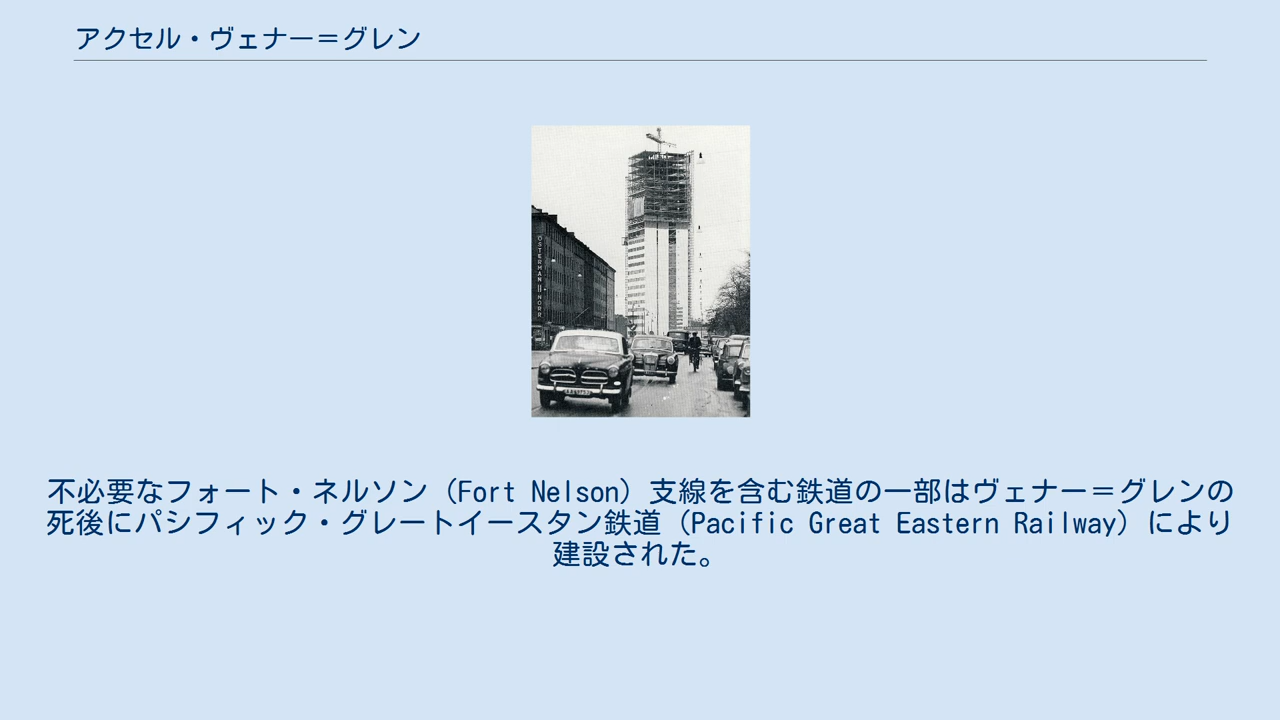 アクセル・ヴェナー＝グレン
ÖSTERMAN I NORR
不必要なフォート・ネルソン（Fort Nelson）支線を含む鉄道の一部はヴェナー＝グレンの
死後にパシフィック・グレートイースタン鉄道（Pacific Great Eastern Railway）により
建設された。